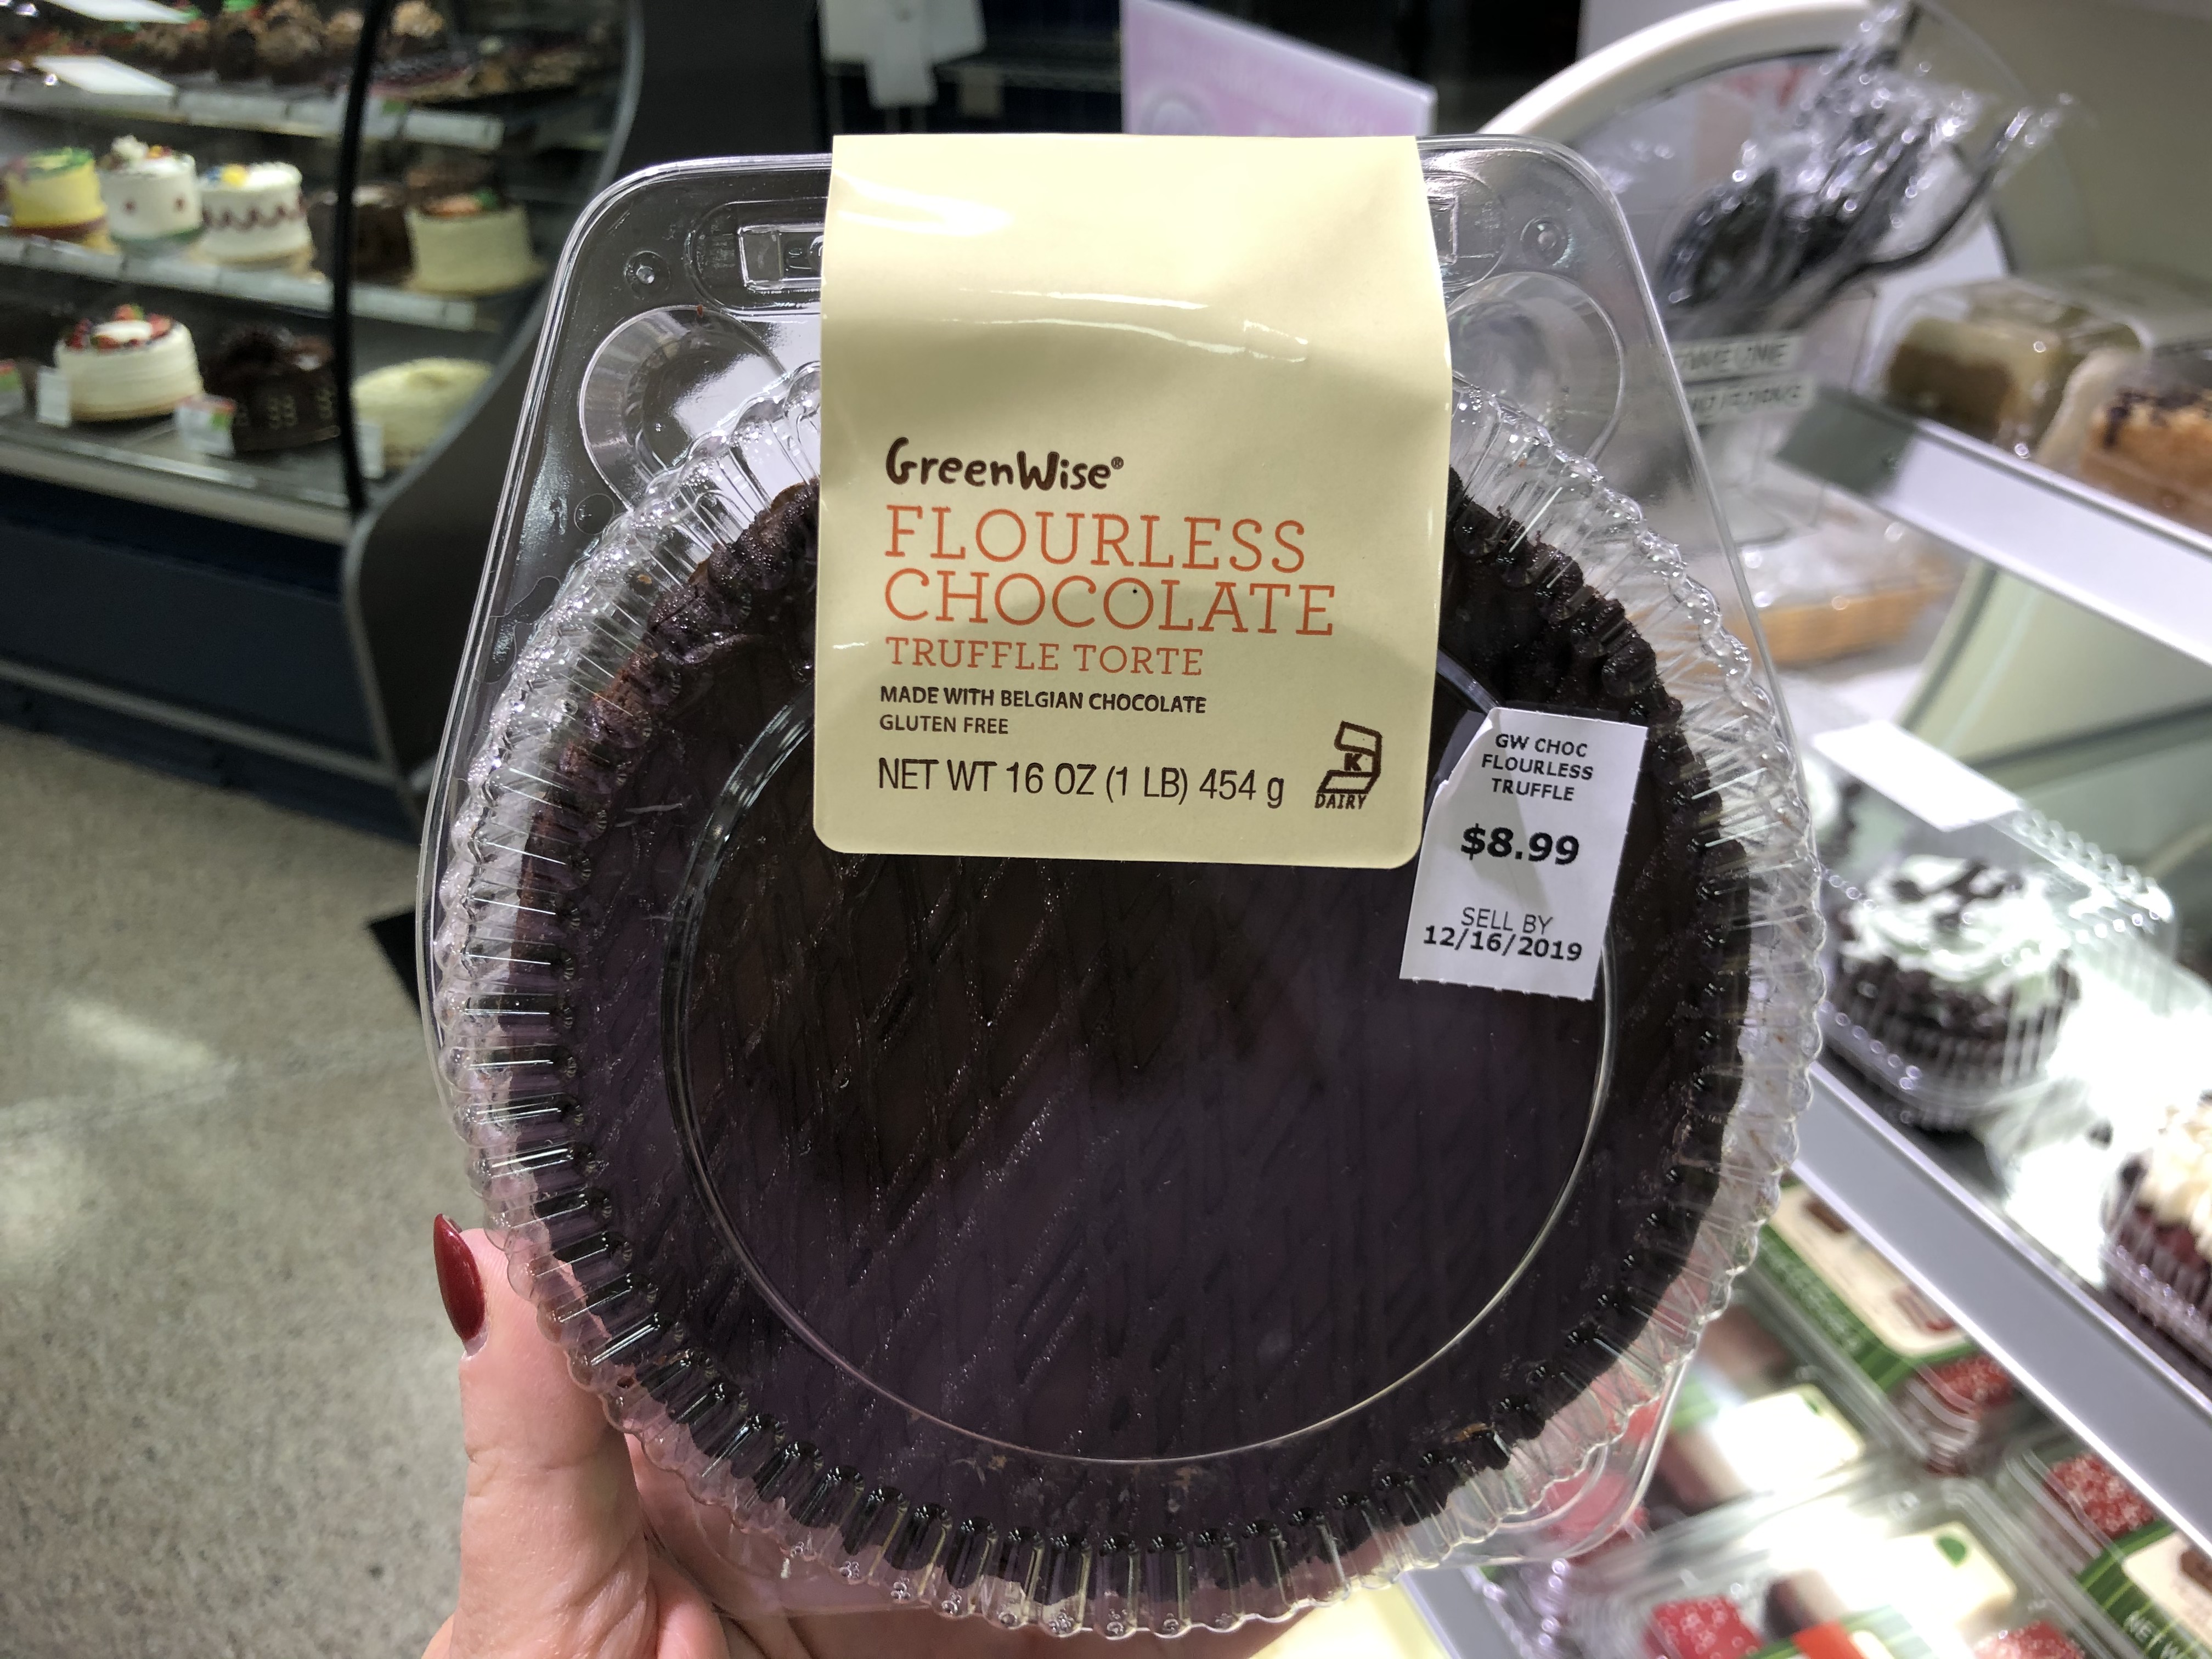 GreenWise®
FLOURLESS
CHOCOLATE
TRUFFLE TORTE
MADE WITH BELGIAN CHOCOLATE
GLUTEN FREE
NET WT 16 OZ (1 LB) 454 g
K
DAIRY
GW CHOC
FLOURLESS
TRUFFLE
$8.99
SELL BY
12/16/2019
NET W